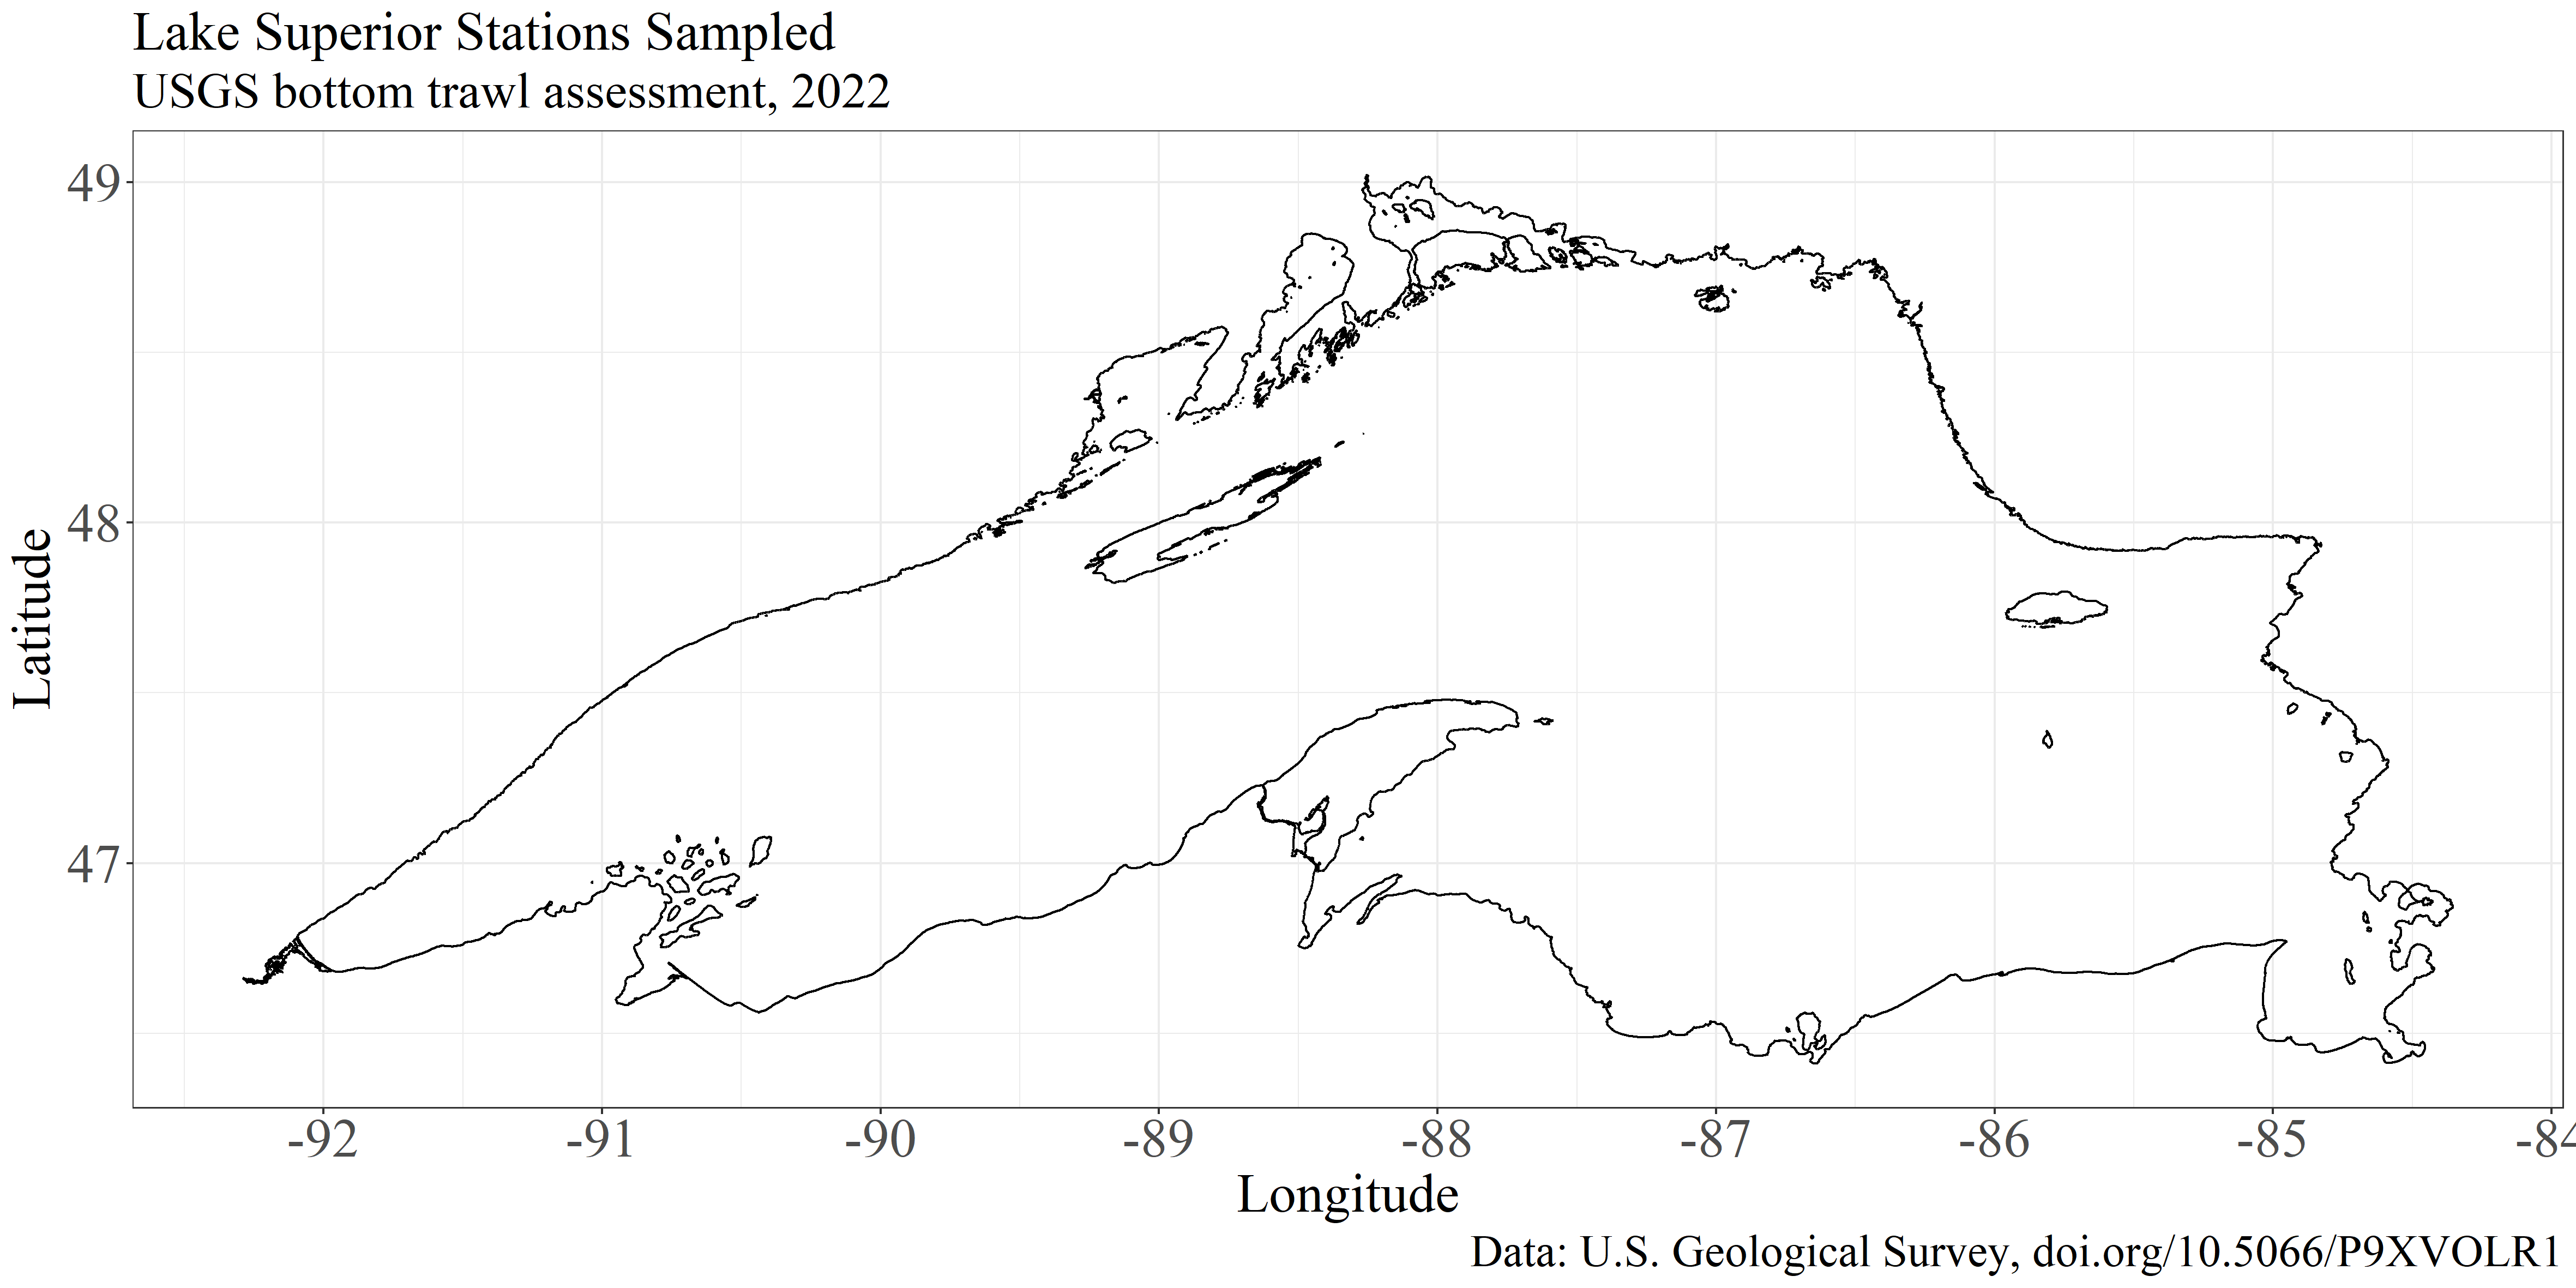 Lake Superior Stations Sampled
USGS bottom trawl assessment, 2022
49
48
47
Latitude
-92 -91 -90 -89 -88 -87 -86 -85 -84
Longitude
Data: U.S. Geological Survey, doi.org/10.5066/P9XVOLR1